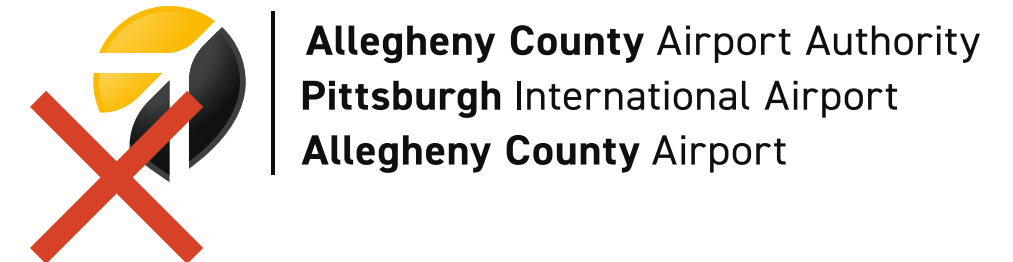 Allegheny County Airport Authority
Pittsburgh International Airport
Allegheny County Airport